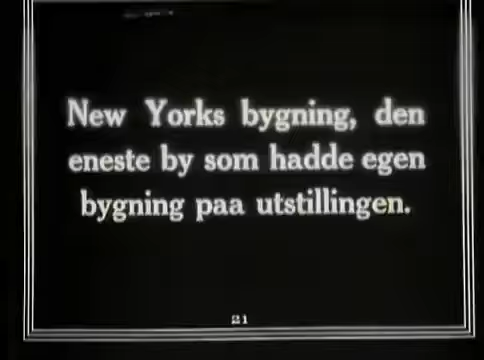 New Yorks bygning, den
eneste by som hadde egen
bygning paa utstillingen.
21